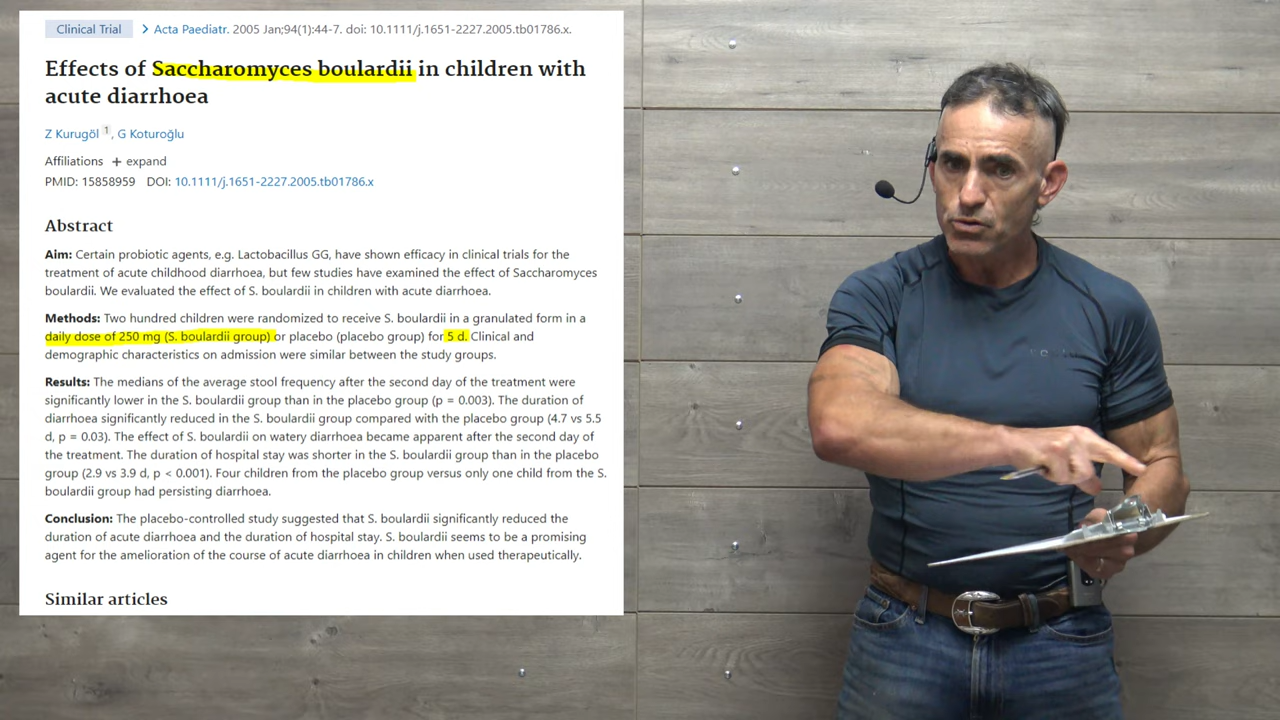 Clinical Trial > Acta Paediatr. 2005 Jan;94(1):44-7. doi: 10.1111/j.1651-2227.2005.tb01786.x.
Effects of Saccharomyces boulardii in children with
acute diarrhoea
Z Kurugöl 1, G Koturoğlu
Affiliations + expand
PMID: 15858959 DOI: 10.1111/j.1651-2227.2005.tb01786.x
Abstract
Aim: Certain probiotic agents, e.g. Lactobacillus GG, have shown efficacy in clinical trials for the
treatment of acute childhood diarrhoea, but few studies have examined the effect of Saccharomyces
boulardii. We evaluated the effect of S. boulardii in children with acute diarrhoea.
Methods: Two hundred children were randomized to receive S. boulardii in a granulated form in a
daily dose of 250 mg (S. boulardii group) or placebo (placebo group) for 5 d. Clinical and
demographic characteristics on admission were similar between the study groups.
Results: The medians of the average stool frequency after the second day of the treatment were
significantly lower in the S. boulardii group than in the placebo group (p = 0.003). The duration of
diarrhoea significantly reduced in the S. boulardii group compared with the placebo group (4.7 vs 5.5
d, p = 0.03). The effect of S. boulardii on watery diarrhoea became apparent after the second day of
the treatment. The duration of hospital stay was shorter in the S. boulardii group than in the placebo
group (2.9 vs 3.9 d, p < 0.001). Four children from the placebo group versus only one child from the S.
boulardii group had persisting diarrhoea.
Conclusion: The placebo-controlled study suggested that S. boulardii significantly reduced the
duration of acute diarrhoea and the duration of hospital stay. S. boulardii seems to be a promising
agent for the amelioration of the course of acute diarrhoea in children when used therapeutically.
Similar articles